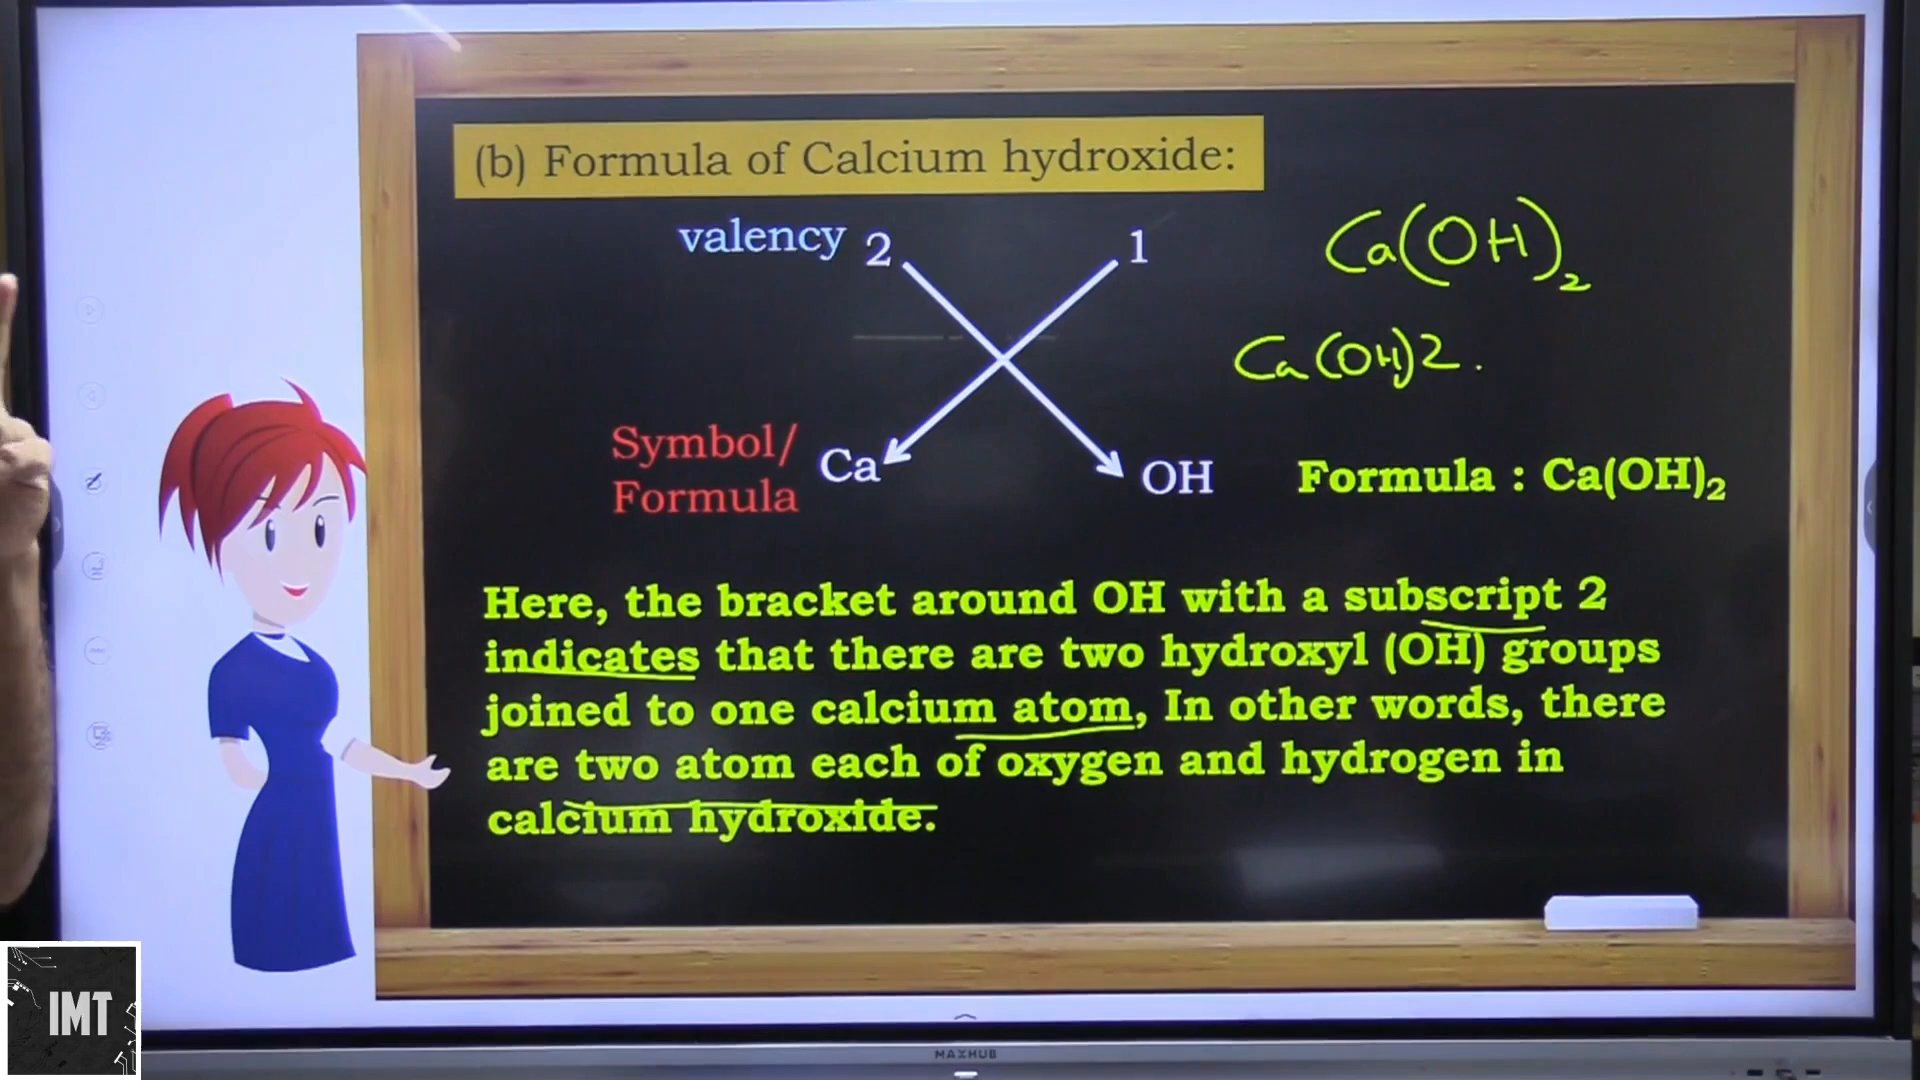 (b) Formula of Calcium hydroxide:
valency 2 1
Ca(OH)₂
Ca(OH)2.
Symbol/
Formula
Ca OH
Formula : Ca(OH)₂
Here, the bracket around OH with a subscript 2
indicates that there are two hydroxyl (OH) groups
joined to one calcium atom, In other words, there
are two atom each of oxygen and hydrogen in
calcium hydroxide.
IMT
MAXHUB